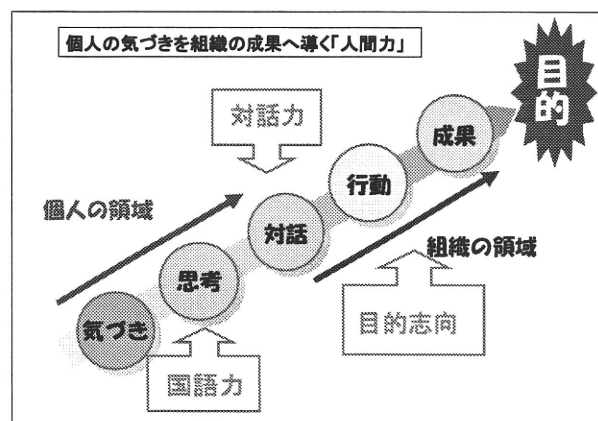 個人の気づきを組織の成果へ導く「人間力」
目的
対話力
成果
行動
個人の領域
対話
組織の領域
思考
目的志向
気づき
国語力